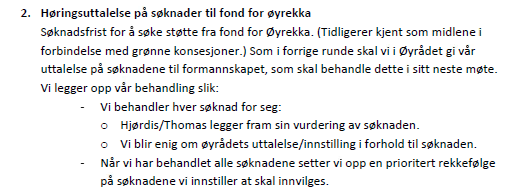 2. Høringsuttalelse på søknader til fond for øyrekka
Søknadsfrist for å søke støtte fra fond for Øyrekka. (Tidligerer kjent som midlene i
forbindelse med grønne konsesjoner.) Som i forrige runde skal vi i Øyrådet gi vår
uttalelse på søknadene til formannskapet, som skal behandle dette i sitt neste møte.
Vi legger opp vår behandling slik:
- Vi behandler hver søknad for seg:
o Hjørdis/Thomas legger fram sin vurdering av søknaden.
o Vi blir enig om øyrådets uttalelse/innstilling i forhold til søknaden.
- Når vi har behandlet alle søknadene setter vi opp en prioritert rekkefølge
på søknadene vi innstiller at skal innvilges.